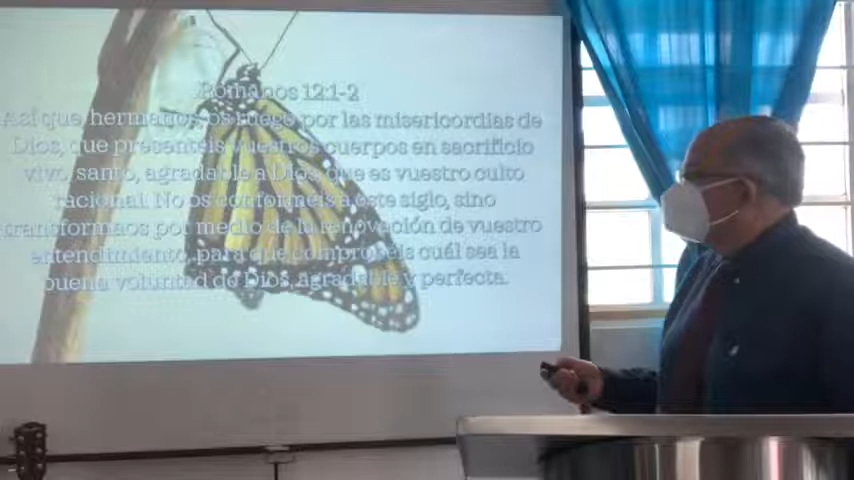 Romanos 12:1-2
Así que, hermanos, os ruego por las misericordias de
Dios, que presentéis vuestros cuerpos en sacrificio
vivo, santo, agradable a Dios, que es vuestro culto
racional. No os conforméis a este siglo, sino
transformaos por medio de la renovación de vuestro
entendimiento, para que comprobéis cuál sea la
buena voluntad de Dios, agradable y perfecta.